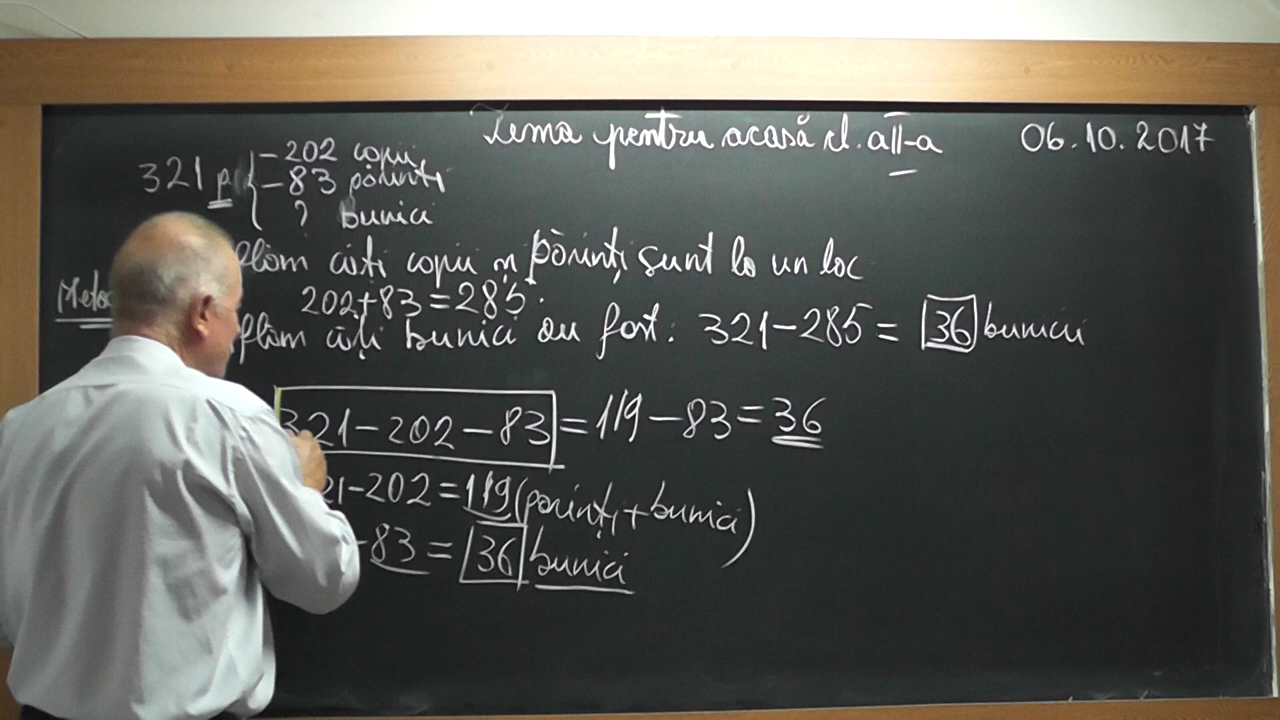 Tema pentru acasă cl. a II-a 06.10.2017
321 p
- 202 copii
- 83 părinți
? bunici
aflăm câți copii și părinți sunt la un loc
202+83=285.
aflăm câți bunici au fost: 321-285= 36 bunicii
321-202-83=119-83=36
21-202=119(părinți+bunici)
-83=36 bunici